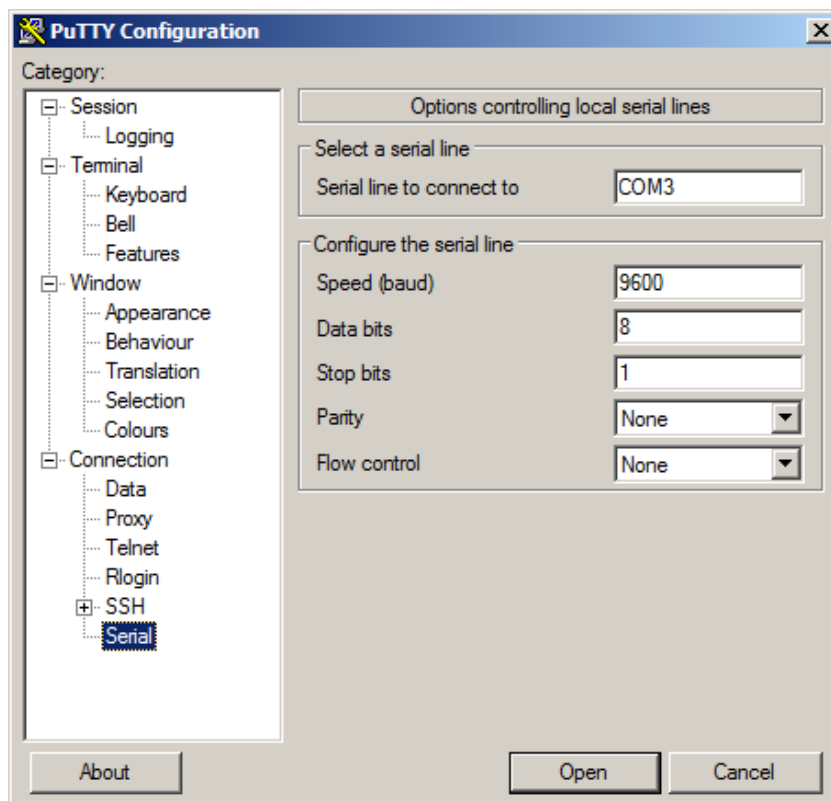 PuTTY Configuration
Category:
Session
Logging
Terminal
Keyboard
Bell
Features
Window
Appearance
Behaviour
Translation
Selection
Colours
Connection
Data
Proxy
Telnet
Rlogin
SSH
Serial
Options controlling local serial lines
Select a serial line
Serial line to connect to COM3
Configure the serial line
Speed (baud) 9600
Data bits 8
Stop bits 1
Parity None
Flow control None
About Open Cancel